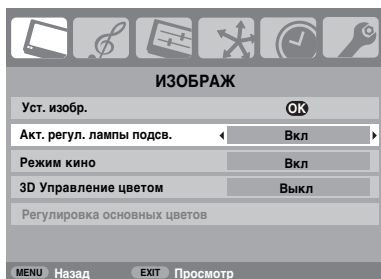 ИЗОБРАЖ
Уст. изобр. OK
Акт. регул. лампы подсв. Вкл
Режим кино Вкл
3D Управление цветом Выкл
Регулировка основных цветов
MENU Назад EXIT Просмотр